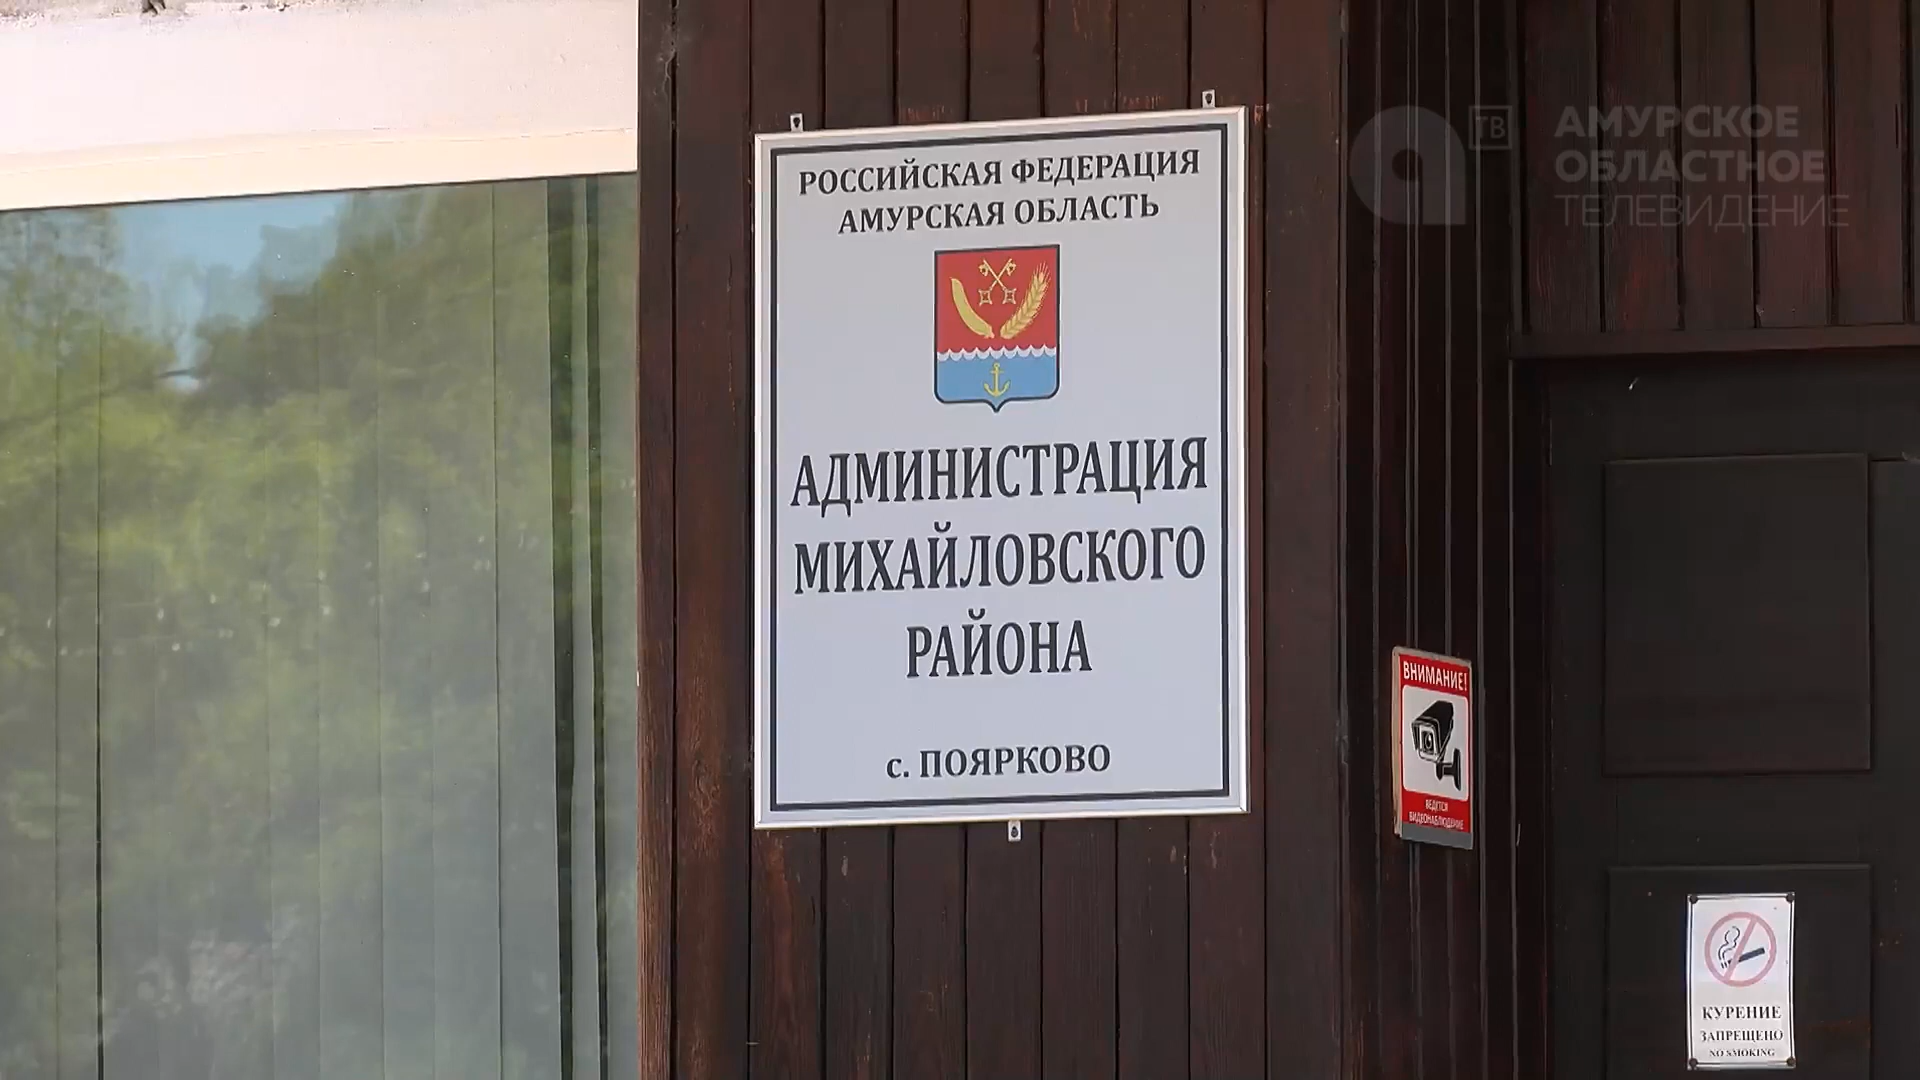 РОССИЙСКАЯ ФЕДЕРАЦИЯ
АМУРСКАЯ ОБЛАСТЬ
АДМИНИСТРАЦИЯ
МИХАЙЛОВСКОГО
РАЙОНА
с. ПОЯРКОВО
ТВ
АМУРСКОЕ
ОБЛАСТНОЕ
ТЕЛЕВИДЕНИЕ
ВНИМАНИЕ!
ВЕДЕТСЯ
ВИДЕОНАБЛЮДЕНИЕ
КУРЕНИЕ
ЗАПРЕЩЕНО
NO SMOKING